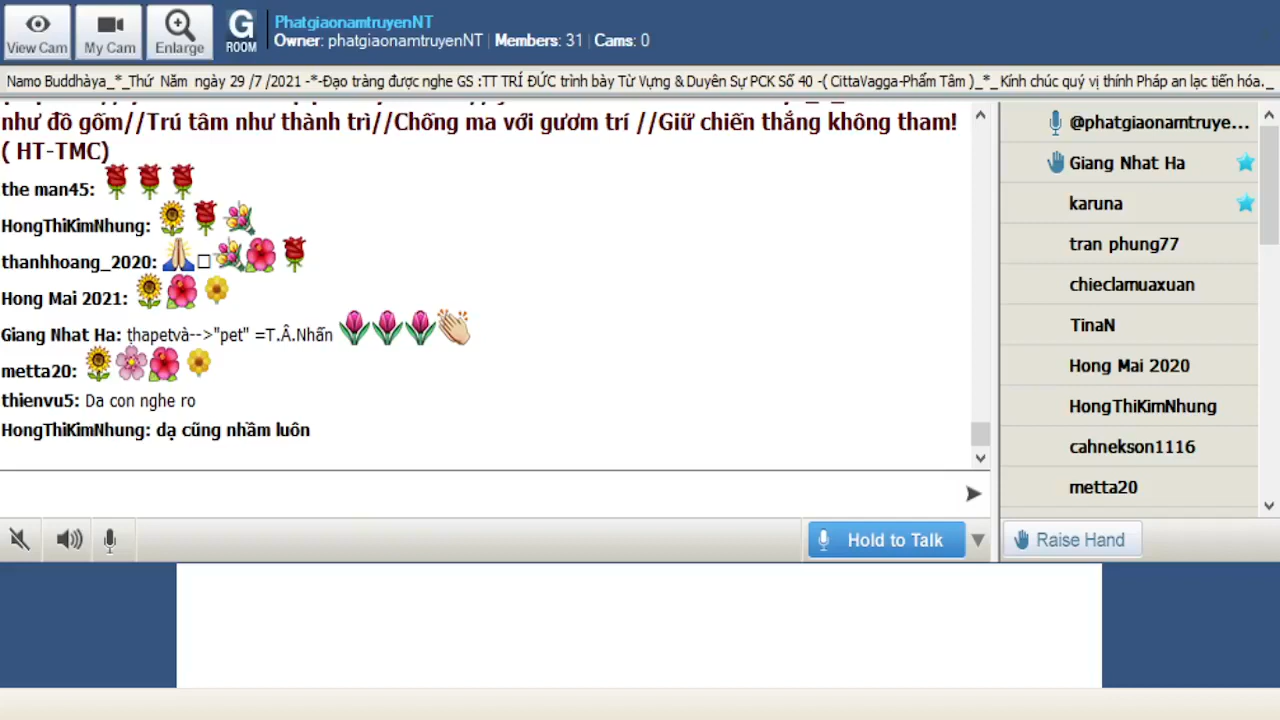 View Cam
My Cam
Enlarge
G
ROOM
PhatgiaonamtruyenNT
Owner: phatgiaonamtruyenNT | Members: 31 | Cams: 0
Namo Buddhàya_*_Thứ Năm ngày 29 /7 /2021 -*-Đạo tràng được nghe GS :TT TRÍ ĐỨC trình bày Từ Vựng & Duyên Sự PCK Số 40 -( CittaVagga-Phẩm Tâm )_*_Kính chúc quý vị thính Pháp an lạc tiến hóa._
như đồ gốm//Trú tâm như thành trì//Chống ma với gươm trí //Giữ chiến thắng không tham!
( HT-TMC)
the man45:
HongThiKimNhung:
thanhhoang_2020:
Hong Mai 2021:
Giang Nhat Ha: ṭhapetvà-->"pet" =T.Â.Nhấn
metta20:
thienvu5: Da con nghe ro
HongThiKimNhung: dạ cũng nhầm luôn
@phatgiaonamtruye...
Giang Nhat Ha
karuna
tran phung77
chieclamuaxuan
TinaN
Hong Mai 2020
HongThiKimNhung
cahnekson1116
metta20
Hold to Talk
Raise Hand